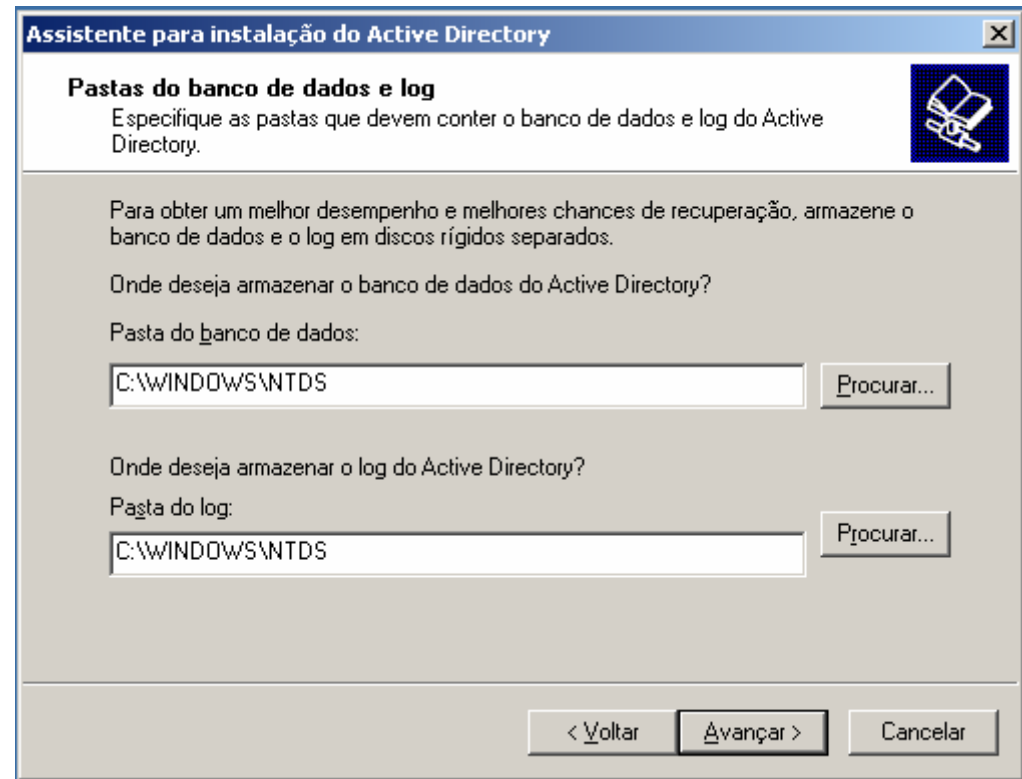 Assistente para instalação do Active Directory
Pastas do banco de dados e log
Especifique as pastas que devem conter o banco de dados e log do Active
Directory.
Para obter um melhor desempenho e melhores chances de recuperação, armazene o
banco de dados e o log em discos rígidos separados.
Onde deseja armazenar o banco de dados do Active Directory?
Pasta do banco de dados:
C:\WINDOWS\NTDS
Procurar...
Onde deseja armazenar o log do Active Directory?
Pasta do log:
C:\WINDOWS\NTDS
Procurar...
< Voltar Avançar > Cancelar